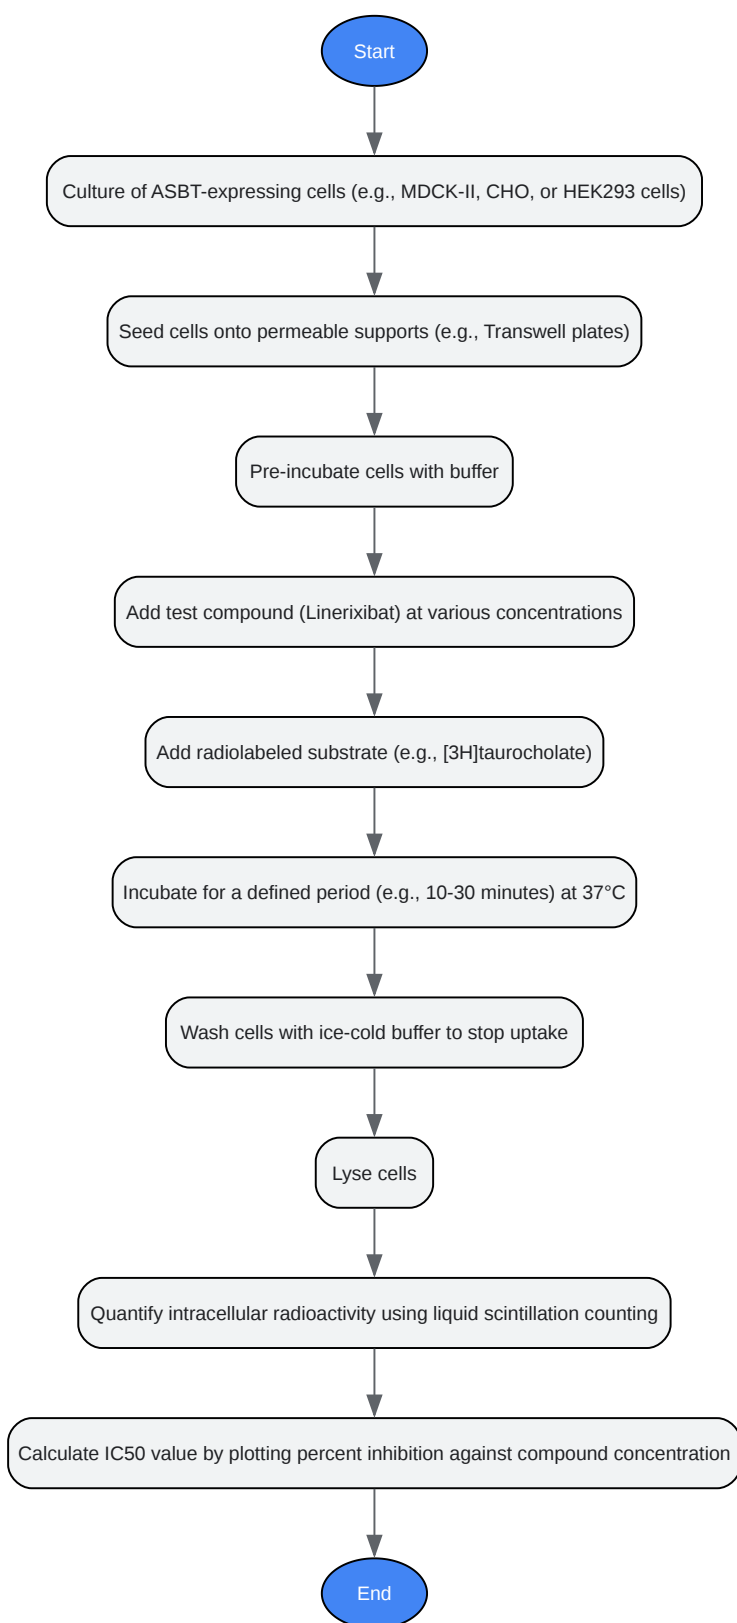 Start
Culture of ASBT-expressing cells (e.g., MDCK-II, CHO, or HEK293 cells)
Seed cells onto permeable supports (e.g., Transwell plates)
Pre-incubate cells with buffer
Add test compound (Linerixibat) at various concentrations
Add radiolabeled substrate (e.g., [3H]taurocholate)
Incubate for a defined period (e.g., 10-30 minutes) at 37°C
Wash cells with ice-cold buffer to stop uptake
Lyse cells
Quantify intracellular radioactivity using liquid scintillation counting
Calculate IC50 value by plotting percent inhibition against compound concentration
End